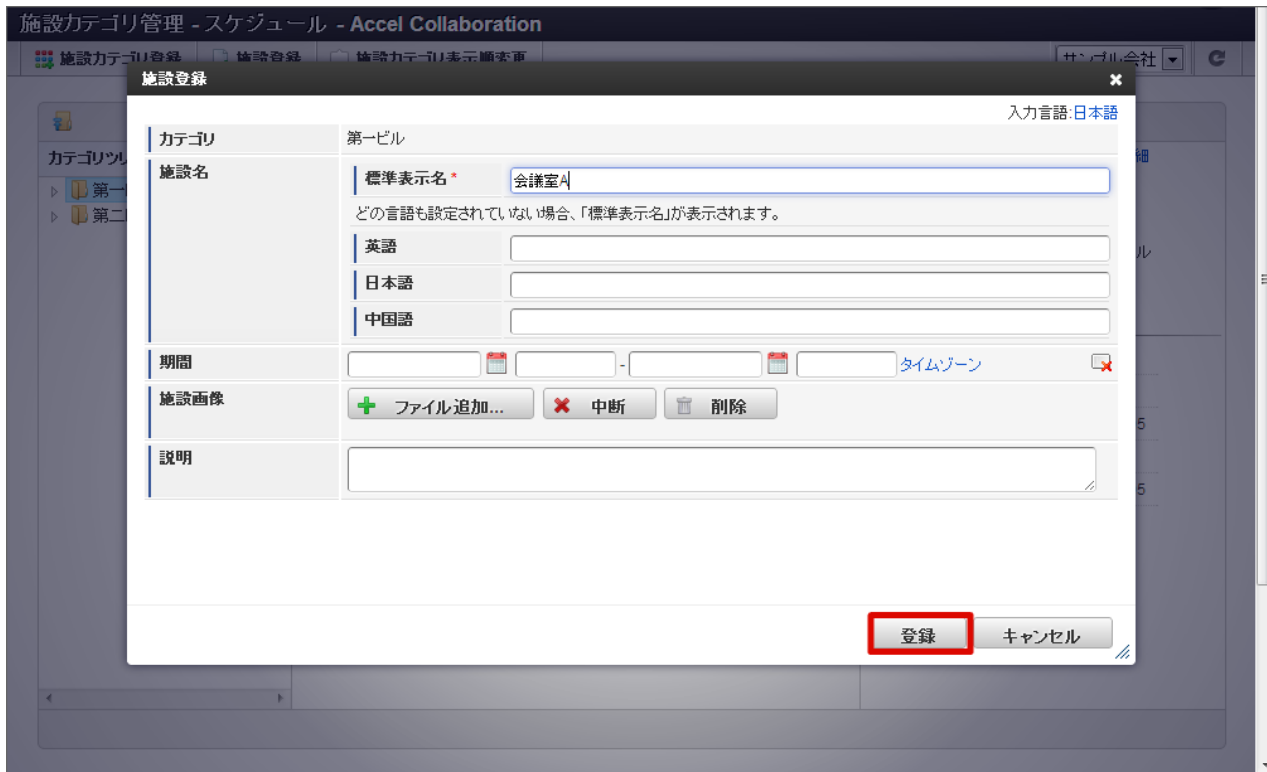 施設カテゴリ管理 - スケジュール - Accel Collaboration
施設カテゴリ登録 施設登録 施設カテゴリ表示順変更 サンプル会社
施設登録
入力言語:日本語
カテゴリ 第一ビル
カテゴリツリ
施設名 標準表示名* 会議室A
第一
第二
どの言語も設定されていない場合、「標準表示名」が表示されます。
英語
ル
日本語
中国語
期間 - タイムゾーン
施設画像 ファイル追加... 中断 削除
5
説明
5
登録 キャンセル